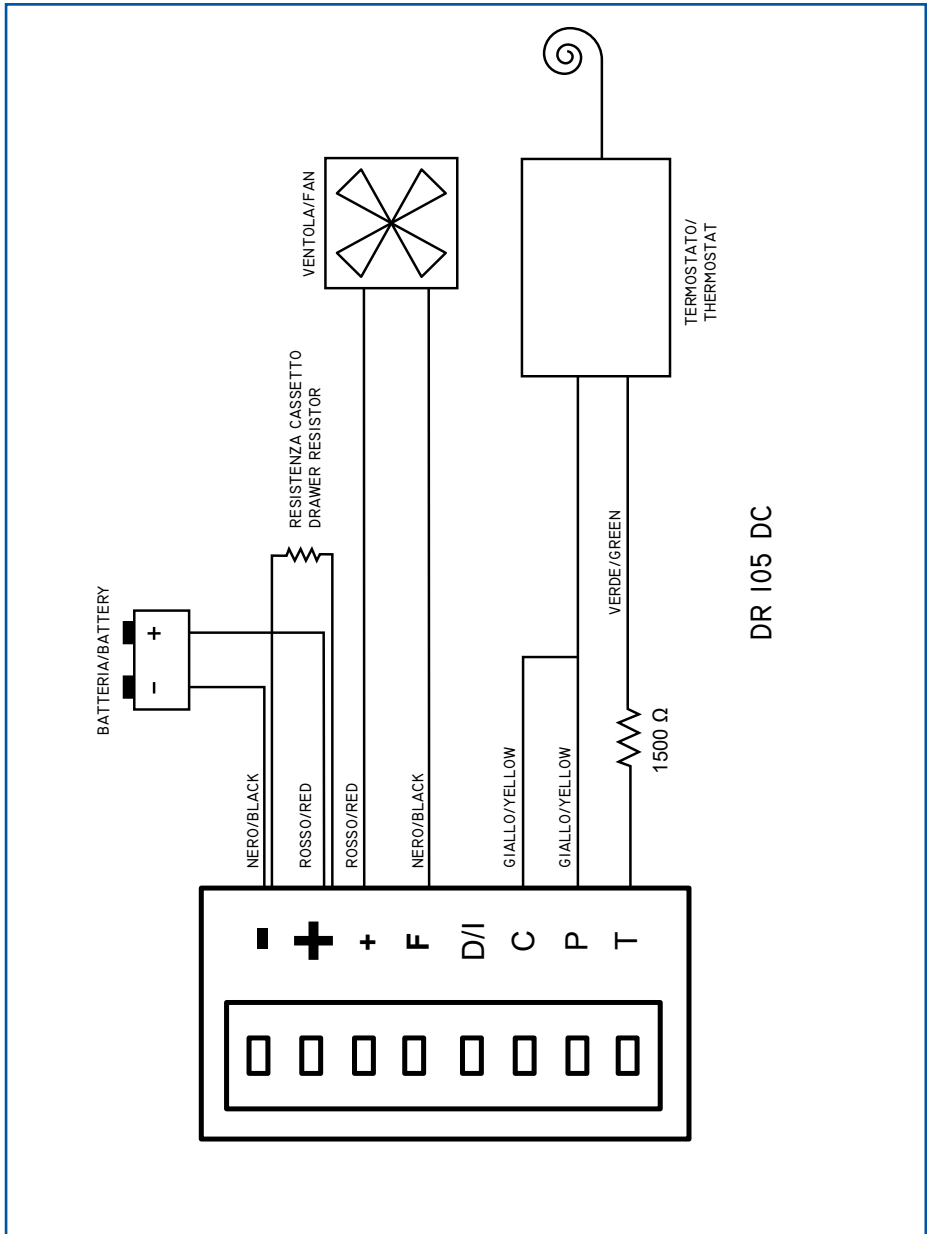 BATTERIA/BATTERY
- +
RESISTENZA CASSETTO
DRAWER RESISTOR
VENTOLA/FAN
TERMOSTATO/
THERMOSTAT
NERO/BLACK
ROSSO/RED
ROSSO/RED
NERO/BLACK
GIALLO/YELLOW
GIALLO/YELLOW
VERDE/GREEN
1500 Ω
-
+
+
F
D/I
C
P
T
DR 105 DC